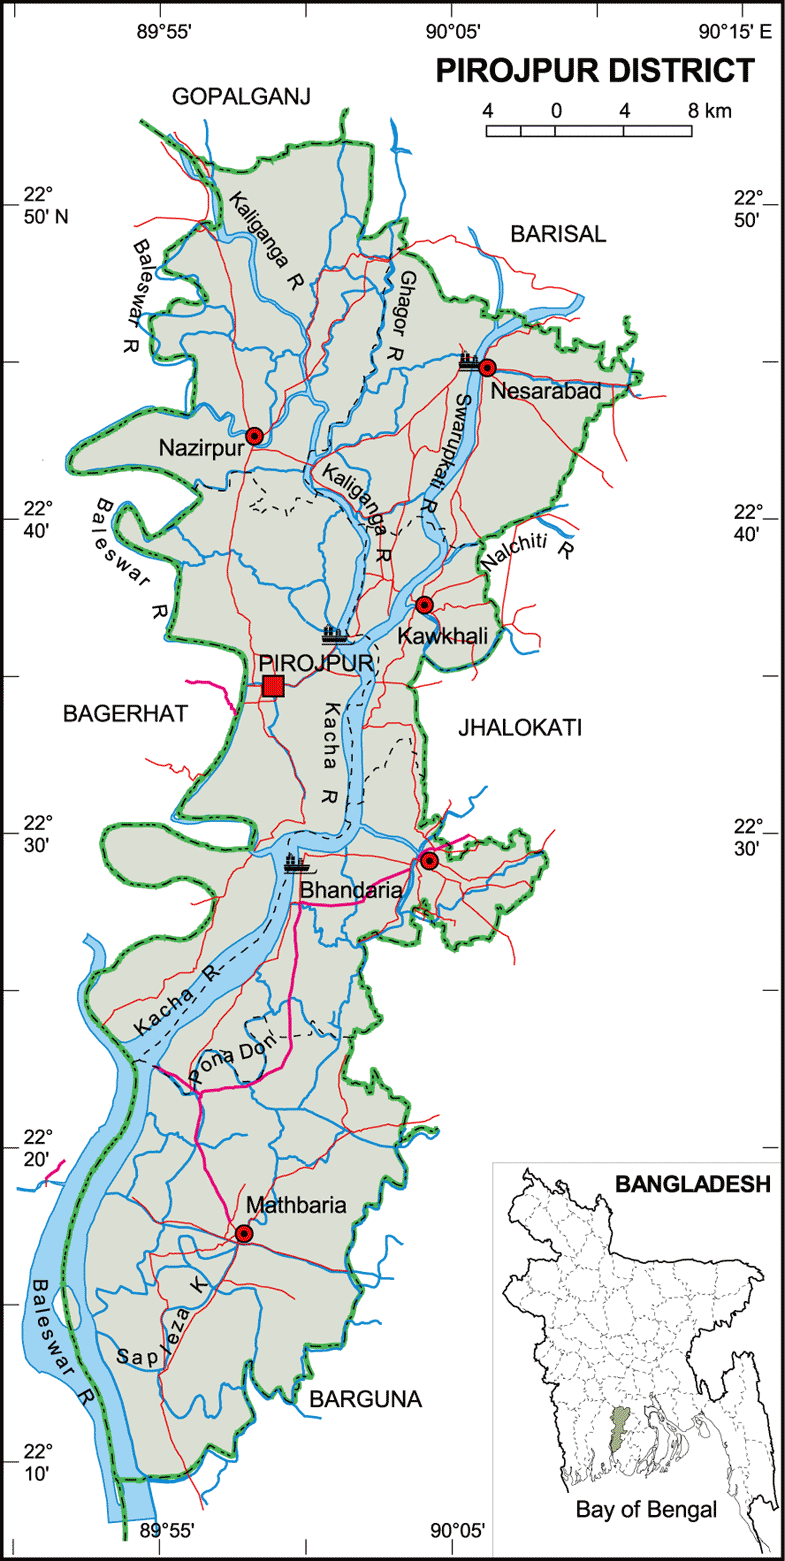 89°55'
90°05'
90°15' E
PIROJPUR DISTRICT
4 0 4 8 km
GOPALGANJ
22°
50' N
22°
50'
Kaliganga R
BARISAL
Baleswar R
Ghagor R
Nesarabad
Swarupkati R
Nazirpur
Kaliganga R
22°
40'
22°
40'
Baleswar R
Nalchiti R
Kawkhali
PIROJPUR
BAGERHAT
Kacha R
JHALOKATI
22°
30'
22°
30'
Bhandaria
Kacha R
Pona Don
22°
20'
BANGLADESH
Mathbaria
Baleswar R
Sapleza K
BARGUNA
22°
10'
Bay of Bengal
89°55'
90°05'